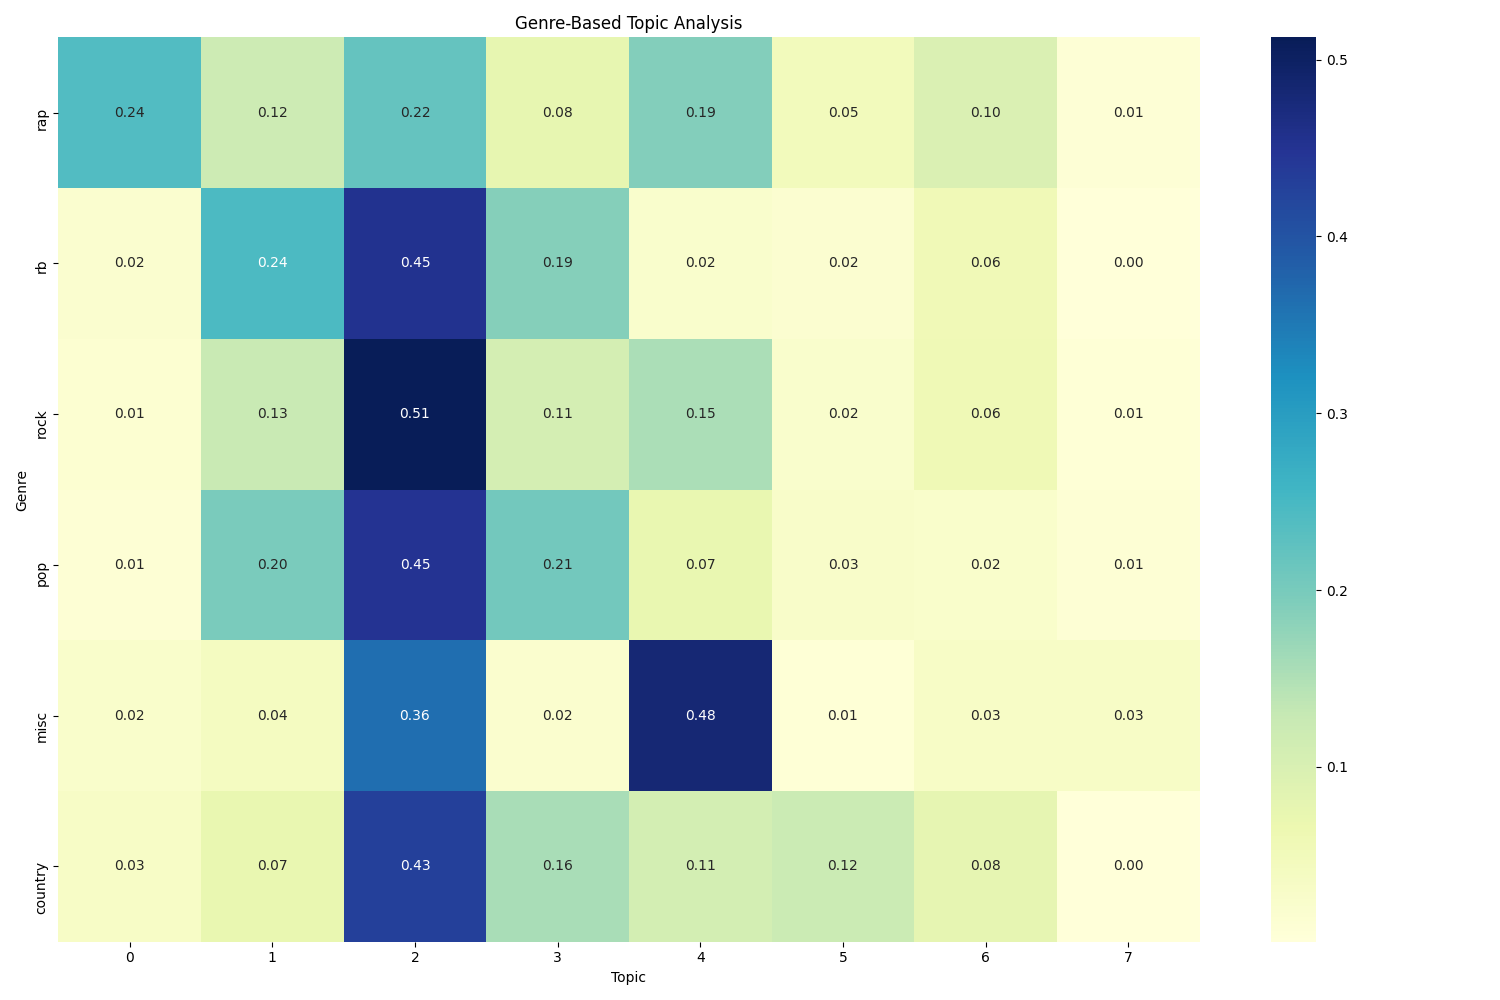 Genre-Based Topic Analysis
rap 0.24 0.12 0.22 0.08 0.19 0.05 0.10 0.01
rb 0.02 0.24 0.45 0.19 0.02 0.02 0.06 0.00
rock 0.01 0.13 0.51 0.11 0.15 0.02 0.06 0.01
pop 0.01 0.20 0.45 0.21 0.07 0.03 0.02 0.01
misc 0.02 0.04 0.36 0.02 0.48 0.01 0.03 0.03
country 0.03 0.07 0.43 0.16 0.11 0.12 0.08 0.00
0 1 2 3 4 5 6 7
Topic
Genre
0.5
0.4
0.3
0.2
0.1